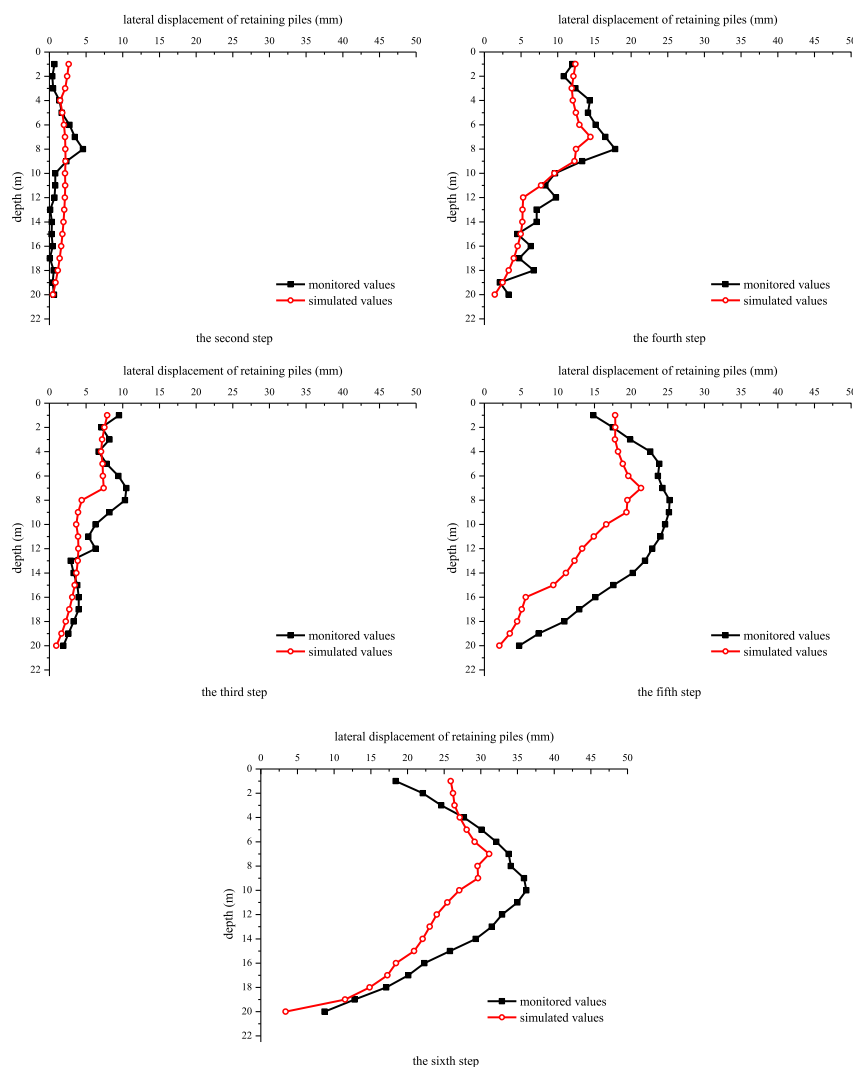 lateral displacement of retaining piles (mm)
0 5 10 15 20 25 30 35 40 45 50
0
2
4
6
8
10
12
14
16
18
20
22
depth (m)
monitored values
simulated values
the second step
lateral displacement of retaining piles (mm)
0 5 10 15 20 25 30 35 40 45 50
0
2
4
6
8
10
12
14
16
18
20
22
depth (m)
monitored values
simulated values
the fourth step
lateral displacement of retaining piles (mm)
0 5 10 15 20 25 30 35 40 45 50
0
2
4
6
8
10
12
14
16
18
20
22
depth (m)
monitored values
simulated values
the third step
lateral displacement of retaining piles (mm)
0 5 10 15 20 25 30 35 40 45 50
0
2
4
6
8
10
12
14
16
18
20
22
depth (m)
monitored values
simulated values
the fifth step
lateral displacement of retaining piles (mm)
0 5 10 15 20 25 30 35 40 45 50
0
2
4
6
8
10
12
14
16
18
20
22
depth (m)
monitored values
simulated values
the sixth step